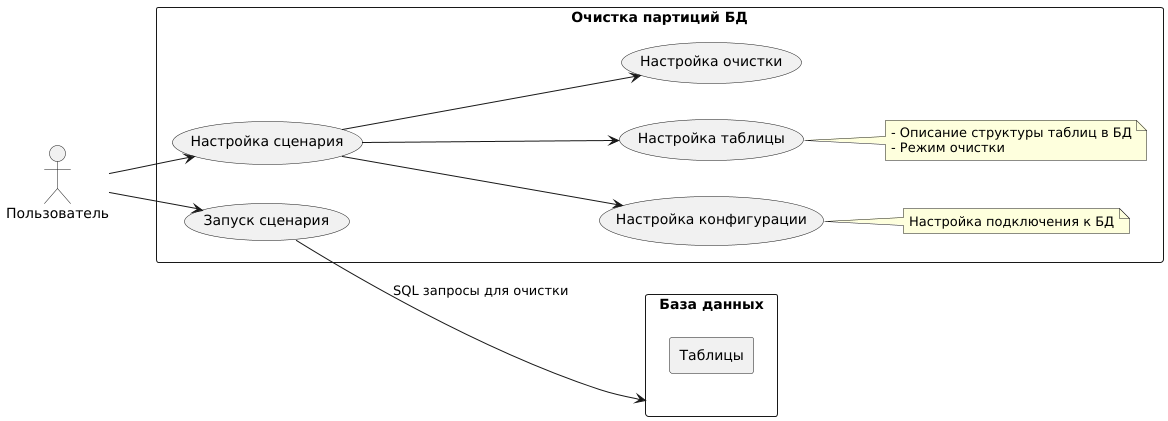 Очистка партиций БД
Настройка очистки
Настройка сценария
Настройка таблицы
- Описание структуры таблиц в БД
- Режим очистки
Пользователь
Запуск сценария
Настройка конфигурации
Настройка подключения к БД
SQL запросы для очистки
База данных
Таблицы